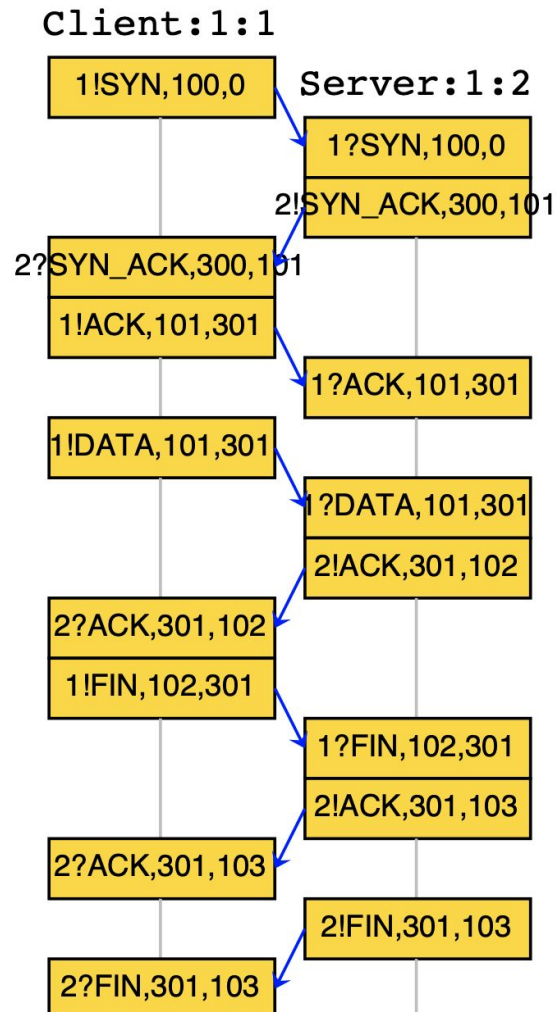 Client:1:1
1!SYN,100,0
Server:1:2
1?SYN,100,0
2!SYN_ACK,300,101
2?SYN_ACK,300,101
1!ACK,101,301
1?ACK,101,301
1!DATA,101,301
1?DATA,101,301
2!ACK,301,102
2?ACK,301,102
1!FIN,102,301
1?FIN,102,301
2!ACK,301,103
2?ACK,301,103
2!FIN,301,103
2?FIN,301,103